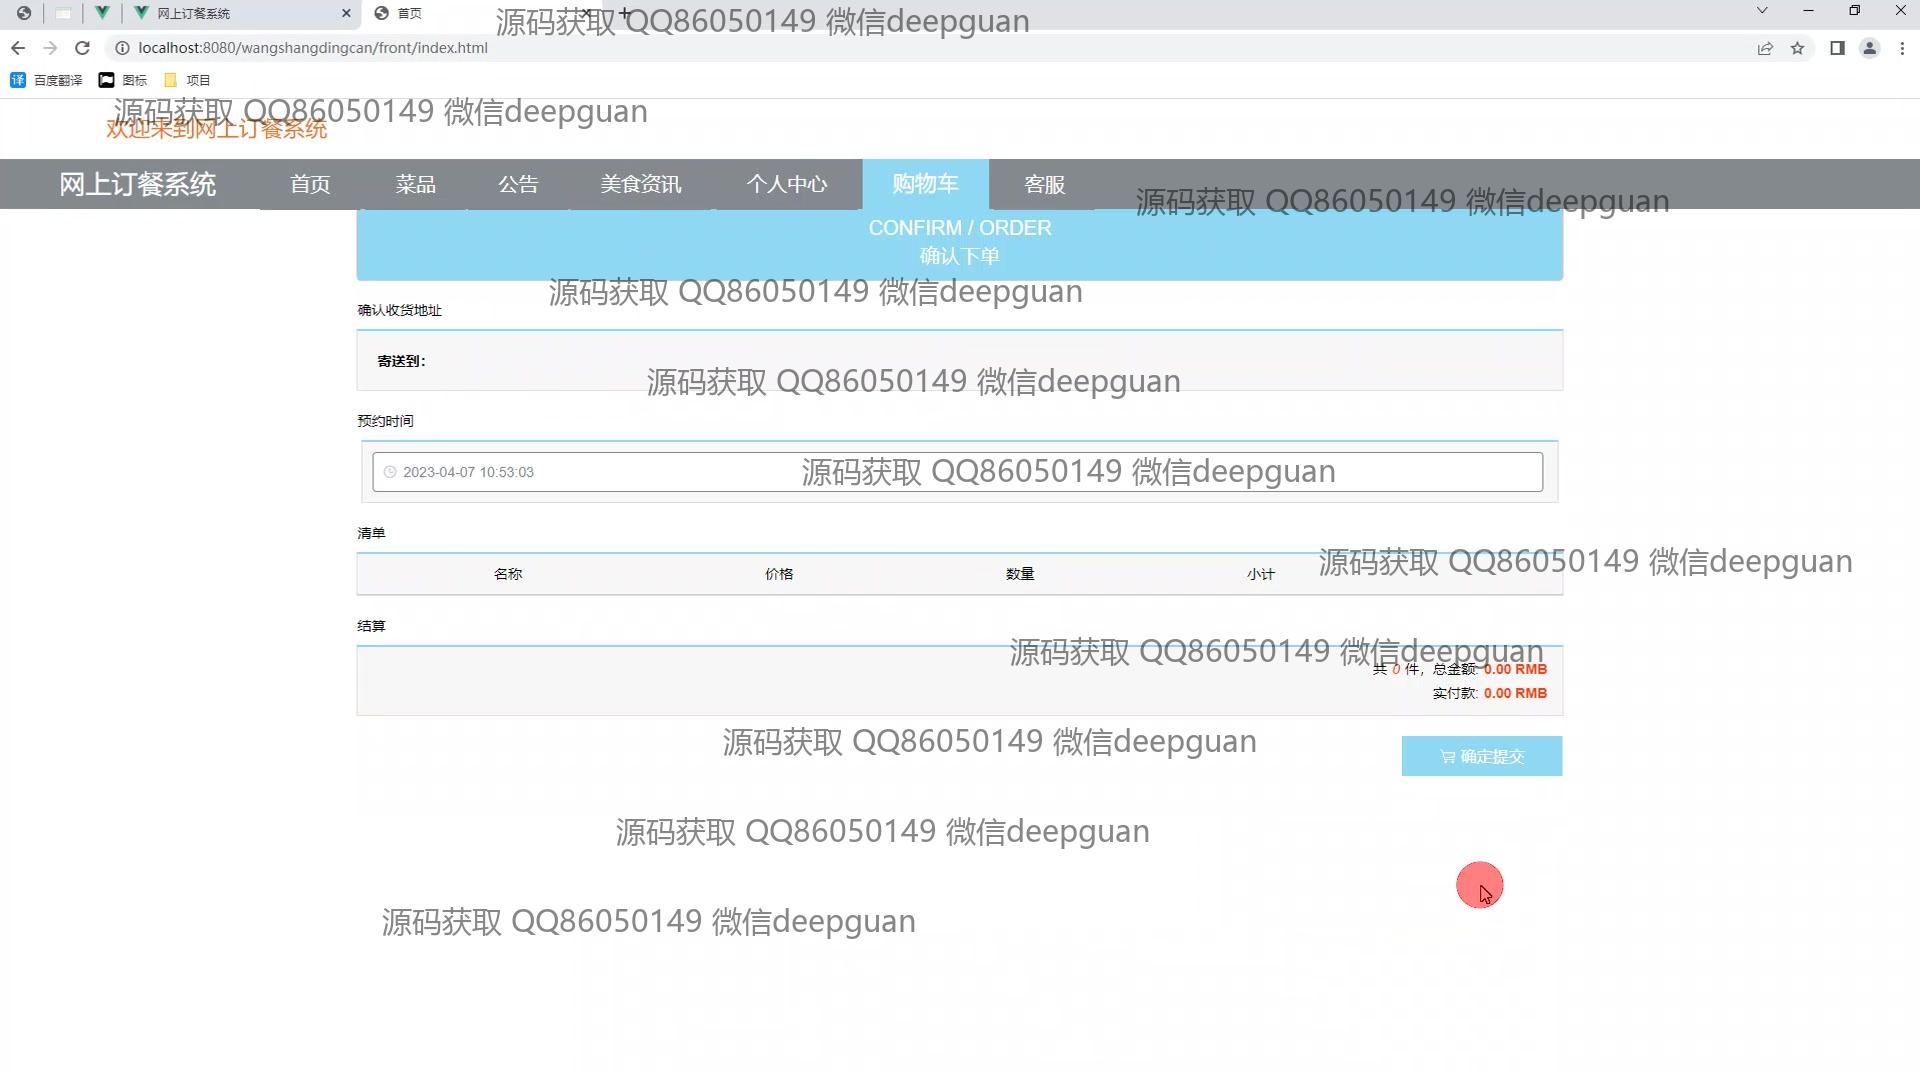 网上订餐系统
首页
源码获取 QQ86050149 微信deepguan
localhost:8080/wangshangdingcan/front/index.html
译 百度翻译 图标 项目
源码获取 QQ86050149 微信deepguan
欢迎来到网上订餐系统
网上订餐系统 首页 菜品 公告 美食资讯 个人中心 购物车 客服
源码获取 QQ86050149 微信deepguan
CONFIRM / ORDER
确认下单
源码获取 QQ86050149 微信deepguan
确认收货地址
寄送到:
源码获取 QQ86050149 微信deepguan
预约时间
2023-04-07 10:53:03
源码获取 QQ86050149 微信deepguan
清单
名称 价格 数量 小计
源码获取 QQ86050149 微信deepguan
结算
源码获取 QQ86050149 微信deepguan
共 0 件，总金额: 0.00 RMB
实付款: 0.00 RMB
源码获取 QQ86050149 微信deepguan
确定提交
源码获取 QQ86050149 微信deepguan
源码获取 QQ86050149 微信deepguan